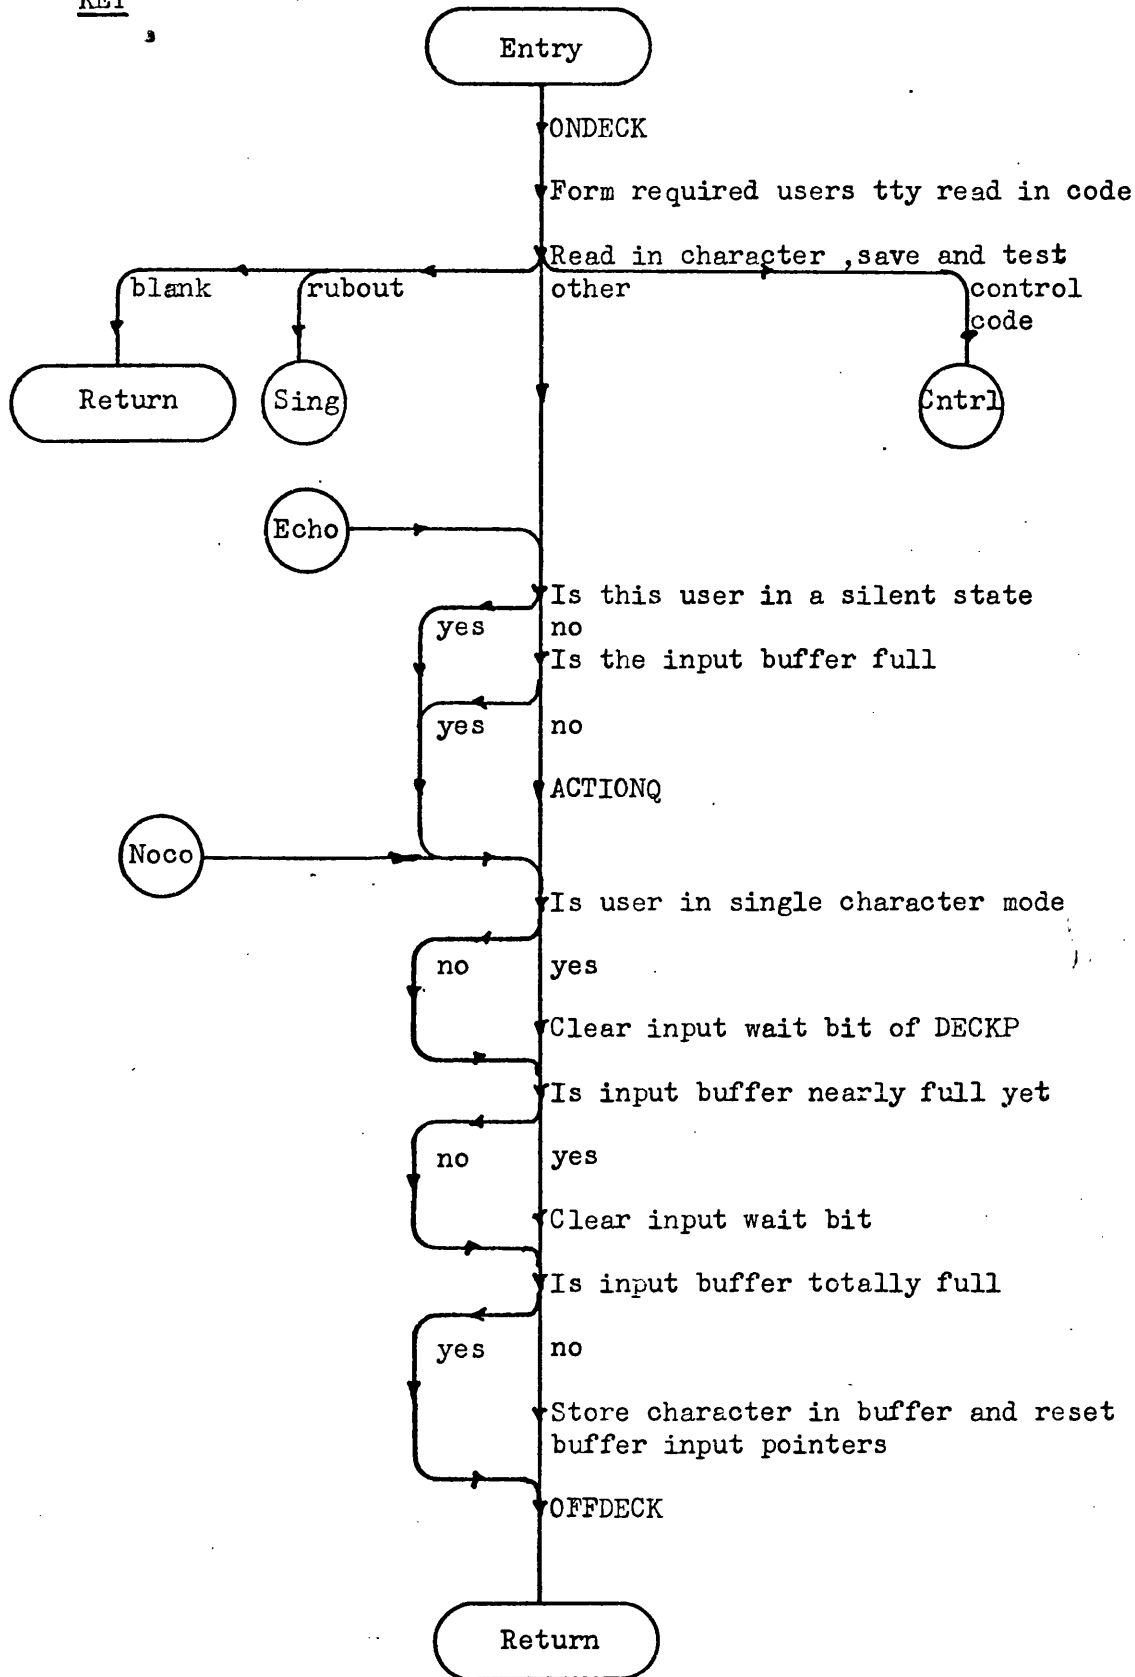 KEY
Entry
ONDECK
Form required users tty read in code
Read in character ,save and test
blank
rubout
other
control
code
Return
Sing
Cntrl
Echo
Is this user in a silent state
yes
no
Is the input buffer full
yes
no
ACTIONQ
Noco
Is user in single character mode
no
yes
Clear input wait bit of DECKP
Is input buffer nearly full yet
no
yes
Clear input wait bit
Is input buffer totally full
yes
no
Store character in buffer and reset
buffer input pointers
OFFDECK
Return